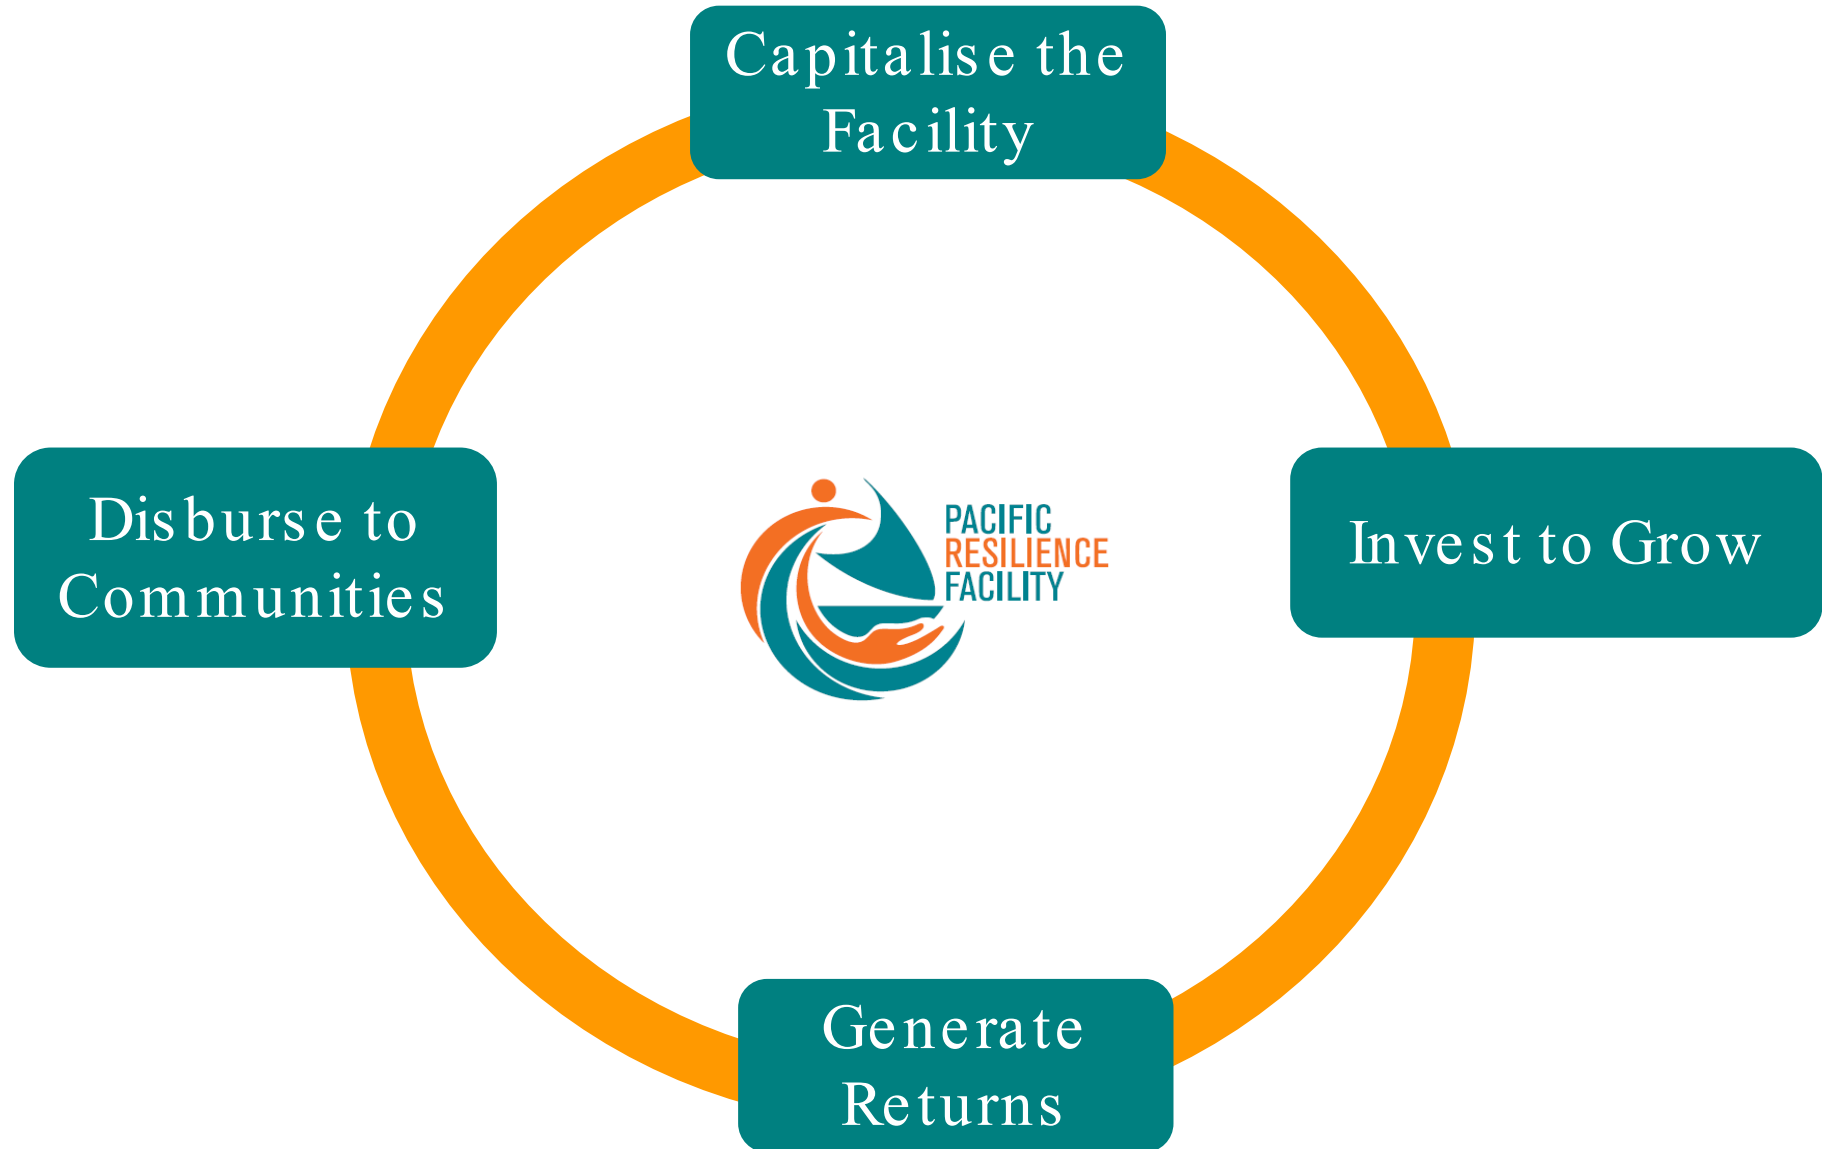 Capitalise the
Facility
Disburse to
Communities
PACIFIC
RESILIENCE
FACILITY
Invest to Grow
Generate
Returns